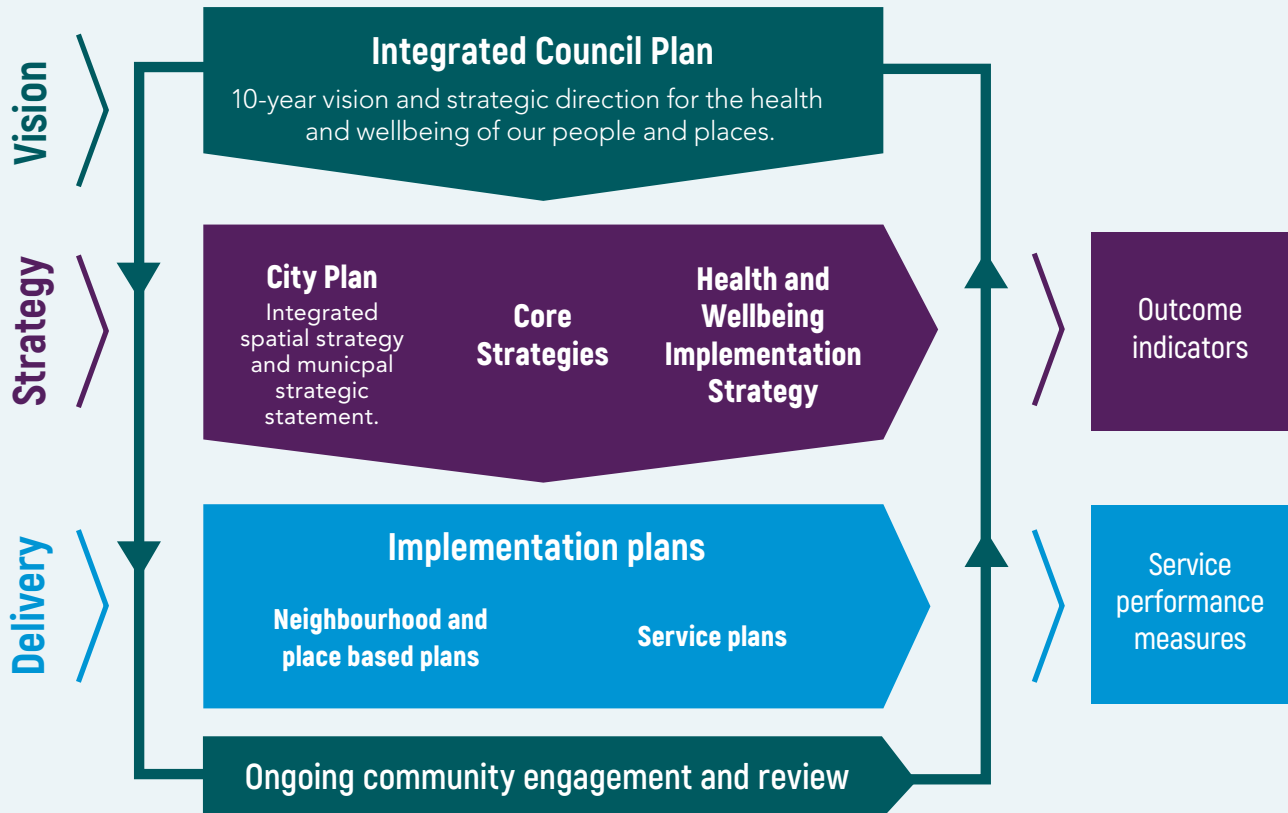 Vision
Integrated Council Plan
10-year vision and strategic direction for the health
and wellbeing of our people and places.
Strategy
City Plan
Integrated
spatial strategy
and municpal
strategic
statement.
Core
Strategies
Health and
Wellbeing
Implementation
Strategy
Outcome
indicators
Delivery
Implementation plans
Neighbourhood and
place based plans
Service plans
Service
performance
measures
Ongoing community engagement and review